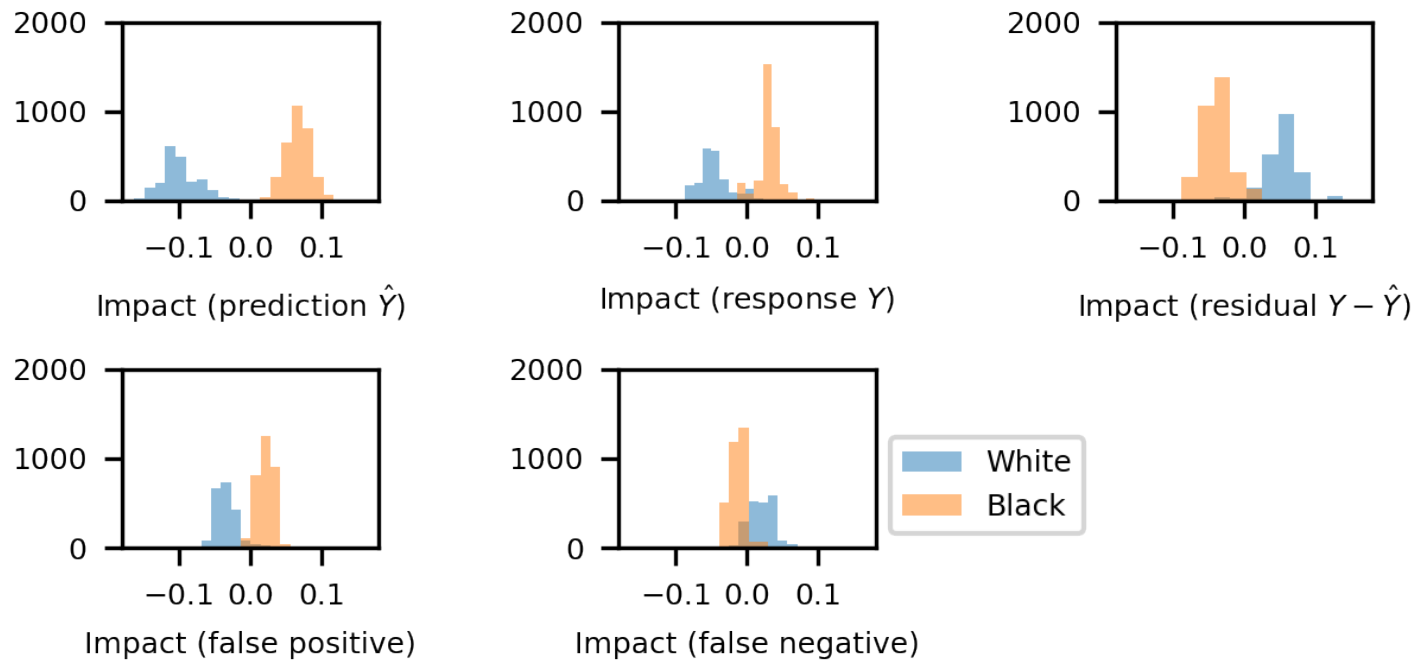 2000
1000
0
−0.1 0.0 0.1
Impact (prediction Ŷ)
2000
1000
0
−0.1 0.0 0.1
Impact (response Y)
2000
1000
0
−0.1 0.0 0.1
Impact (residual Y − Ŷ)
2000
1000
0
−0.1 0.0 0.1
Impact (false positive)
2000
1000
0
−0.1 0.0 0.1
Impact (false negative)
White
Black